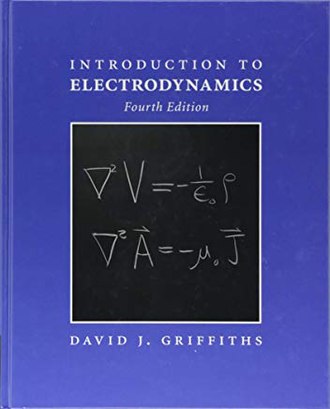 INTRODUCTION TO
ELECTRODYNAMICS
Fourth Edition
∇²V = -1/ϵ₀ ρ
∇²A⃗ = -μ₀ J⃗
DAVID J. GRIFFITHS